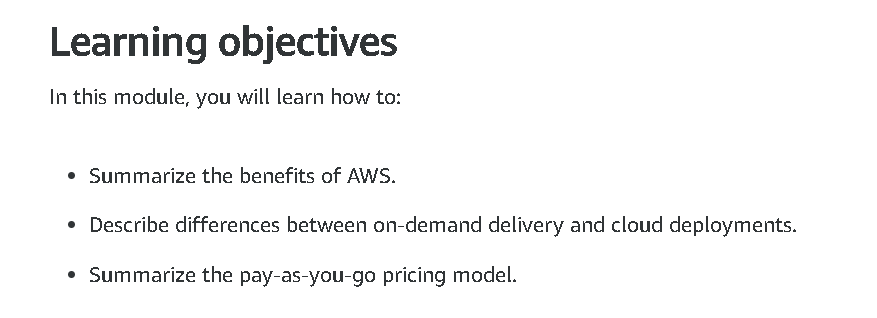 Learning objectives
In this module, you will learn how to:
• Summarize the benefits of AWS.
• Describe differences between on-demand delivery and cloud deployments.
• Summarize the pay-as-you-go pricing model.